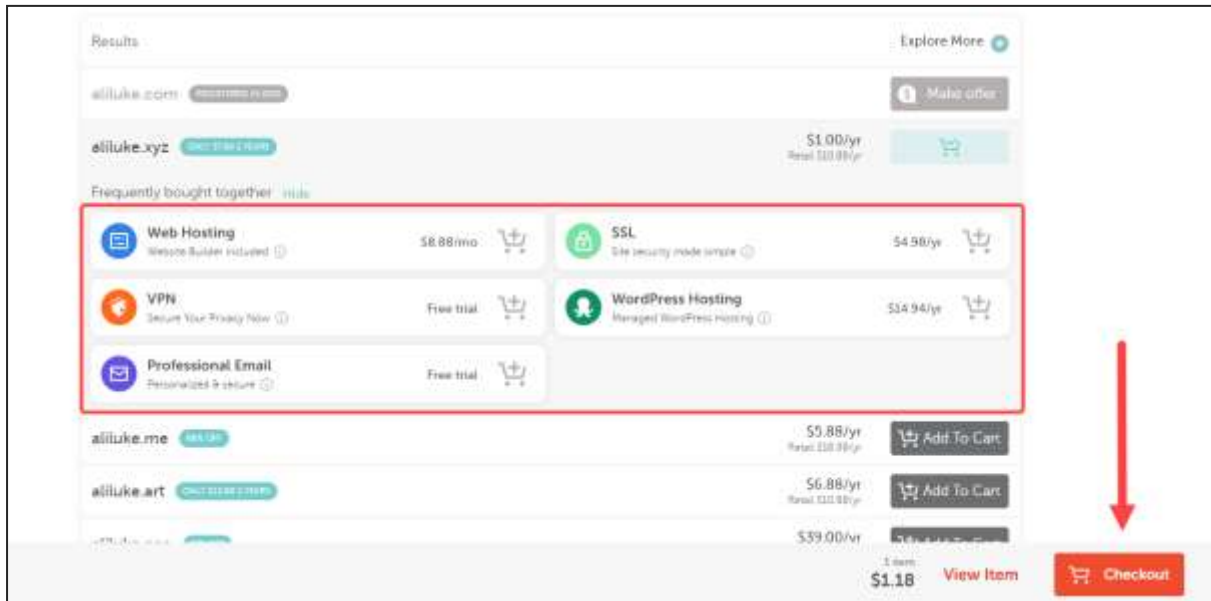 Results Explore More
aliluke.com Make offer
aliluke.xyz $1.00/yr
Frequently bought together hide
Web Hosting
Website Builder included
$8.88/mo
SSL
Site security made simple
$4.98/yr
VPN
Secure Your Privacy Now
Free trial
WordPress Hosting
Managed WordPress Hosting
$14.94/yr
Professional Email
Personalized & secure
Free trial
aliluke.me $5.88/yr Add To Cart
aliluke.art $6.88/yr Add To Cart
$39.00/yr Add To Cart
1 item
$1.18 View Item Checkout